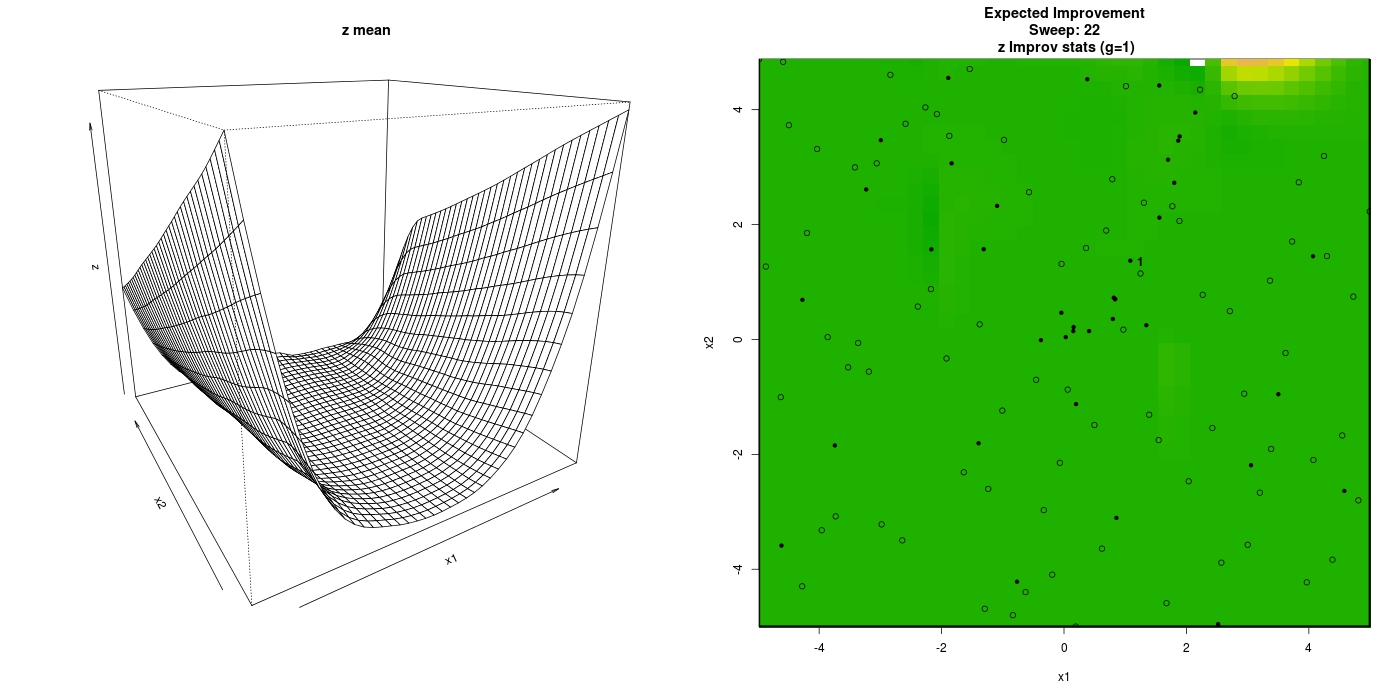 z mean
z
x2
x1
Expected Improvement
Sweep: 22
z Improv stats (g=1)
4
2
0
-2
-4
x2
1
-4
-2
0
2
4
x1